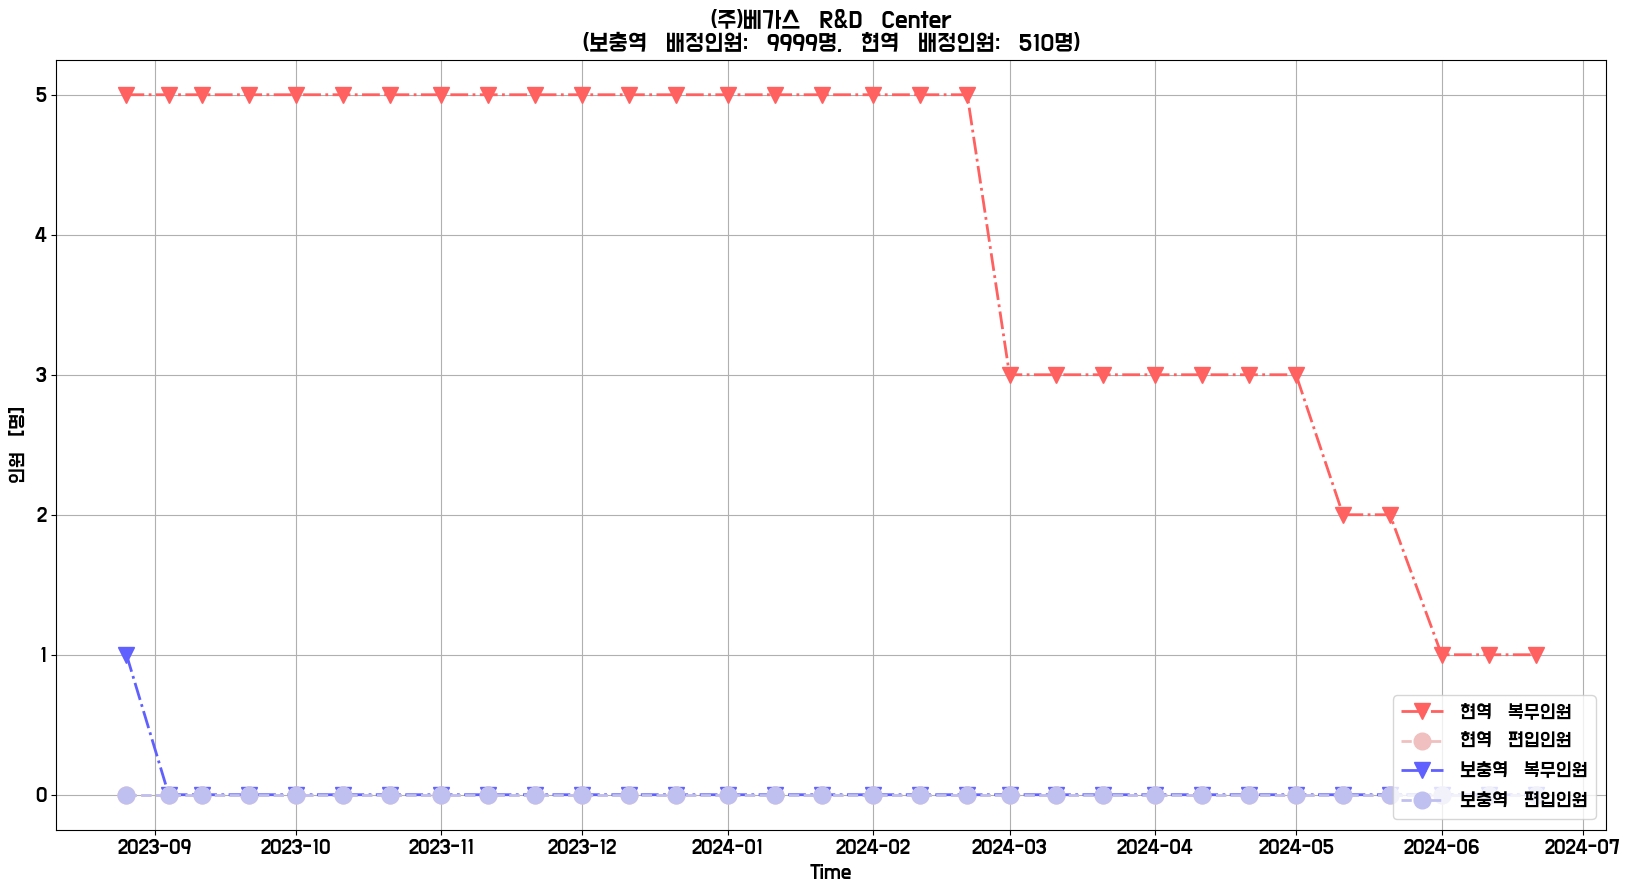 (주)베가스 R&D Center
(보충역 배정인원: 9999명, 현역 배정인원: 510명)
인원 [명]
5
4
3
2
1
0
현역 복무인원
현역 편입인원
보충역 복무인원
보충역 편입인원
2023-09 2023-10 2023-11 2023-12 2024-01 2024-02 2024-03 2024-04 2024-05 2024-06 2024-07
Time